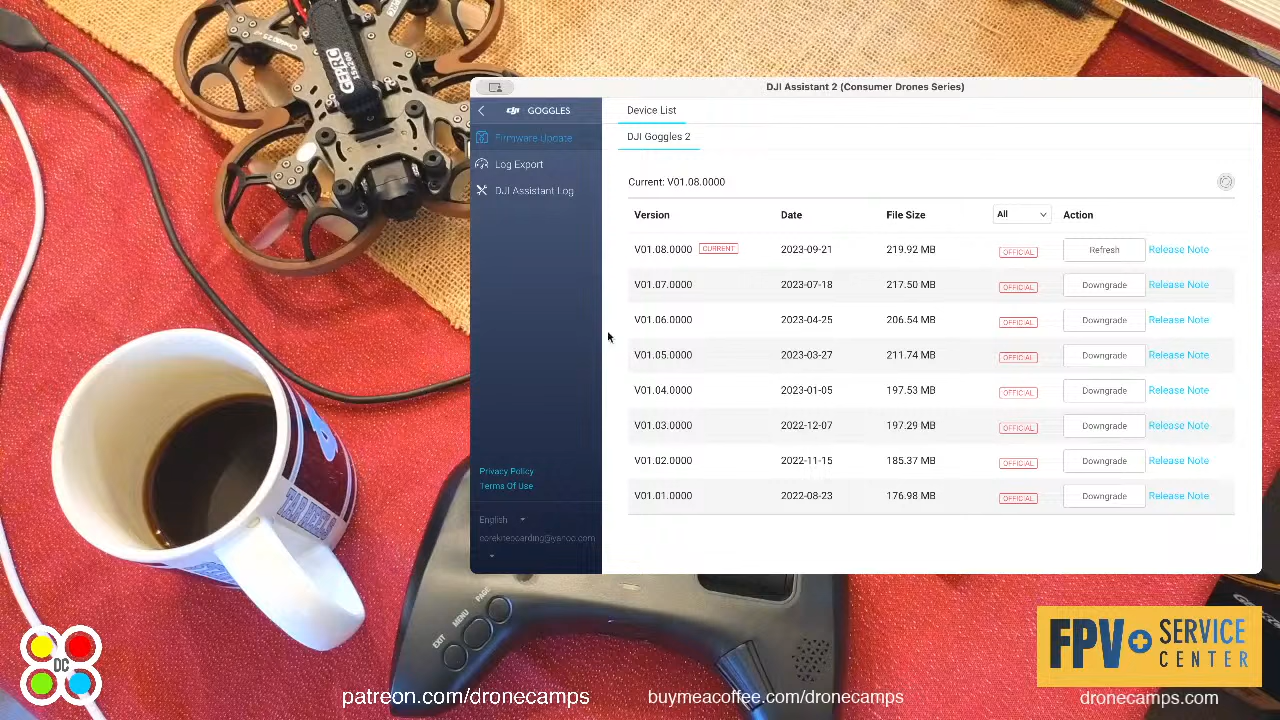 GEPRC
DJI Assistant 2 (Consumer Drones Series)
dji GOGGLES
Firmware Update
Log Export
DJI Assistant Log
Privacy Policy
Terms Of Use
English
Device List
DJI Goggles 2
Current: V01.08.0000
Version Date File Size All Action
V01.08.0000 CURRENT 2023-09-21 219.92 MB OFFICIAL Refresh Release Note
V01.07.0000 2023-07-18 217.50 MB OFFICIAL Downgrade Release Note
V01.06.0000 2023-04-25 206.54 MB OFFICIAL Downgrade Release Note
V01.05.0000 2023-03-27 211.74 MB OFFICIAL Downgrade Release Note
V01.04.0000 2023-01-05 197.53 MB OFFICIAL Downgrade Release Note
V01.03.0000 2022-12-07 197.29 MB OFFICIAL Downgrade Release Note
V01.02.0000 2022-11-15 185.37 MB OFFICIAL Downgrade Release Note
V01.01.0000 2022-08-23 176.98 MB OFFICIAL Downgrade Release Note
EXIT
MENU
PAGE
DC
FPV+ SERVICE
CENTER
patreon.com/dronecamps
buymeacoffee.com/dronecamps
dronecamps.com